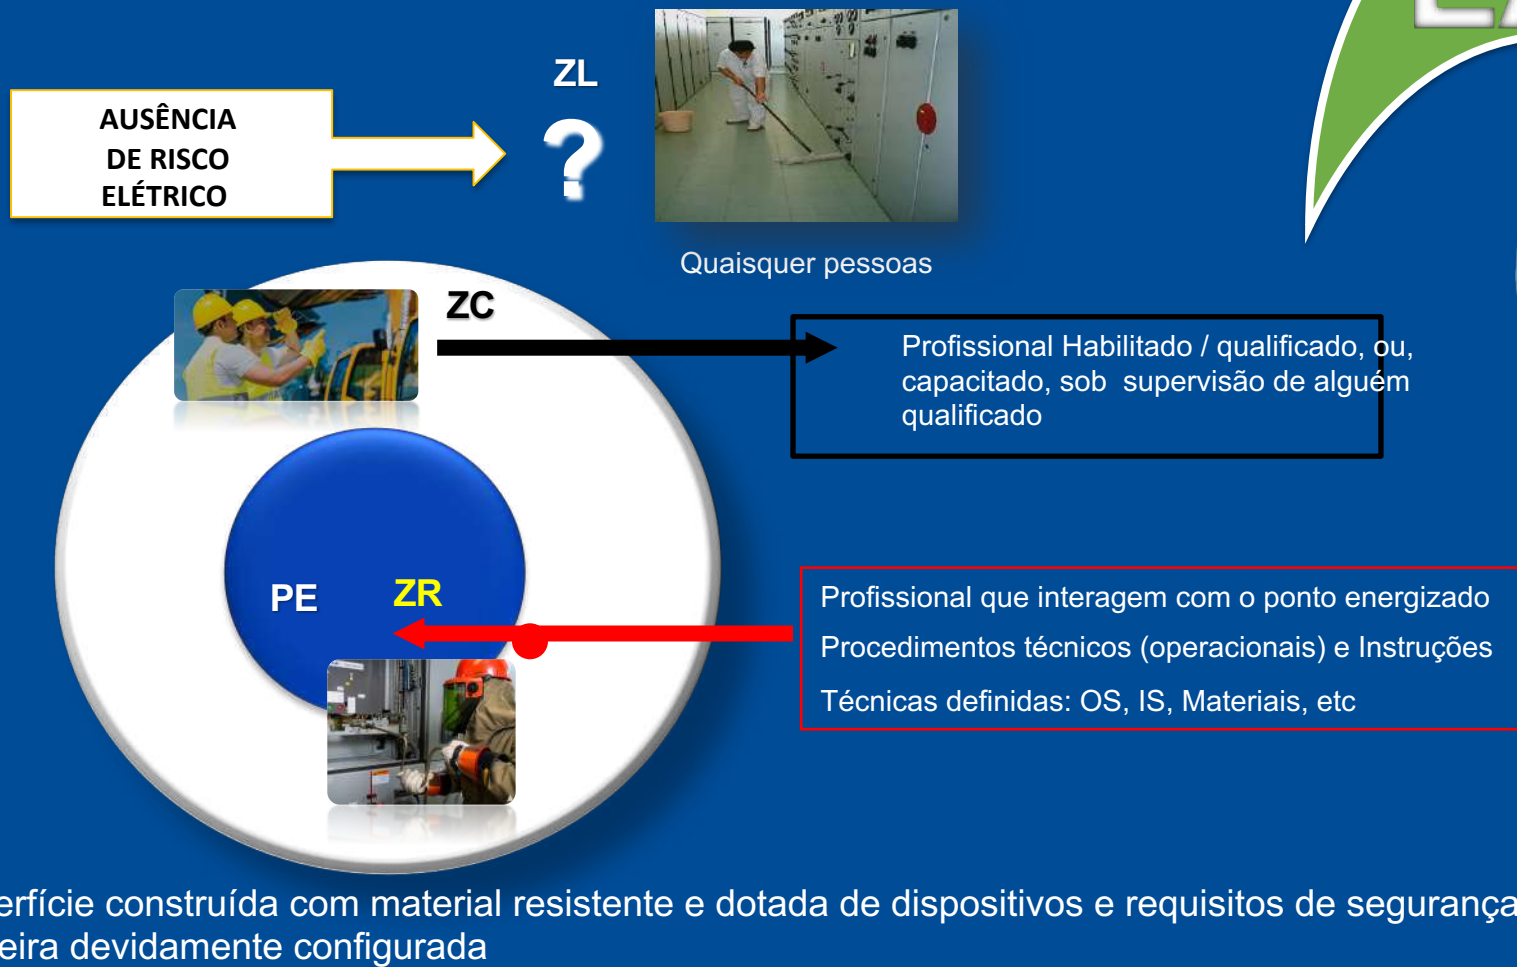 AUSÊNCIA
DE RISCO
ELÉTRICO
ZL
?
Quaisquer pessoas
ZC
Profissional Habilitado / qualificado, ou,
capacitado, sob supervisão de alguém
qualificado
PE
ZR
Profissional que interagem com o ponto energizado
Procedimentos técnicos (operacionais) e Instruções
Técnicas definidas: OS, IS, Materiais, etc
erfície construída com material resistente e dotada de dispositivos e requisitos de segurança
eira devidamente configurada